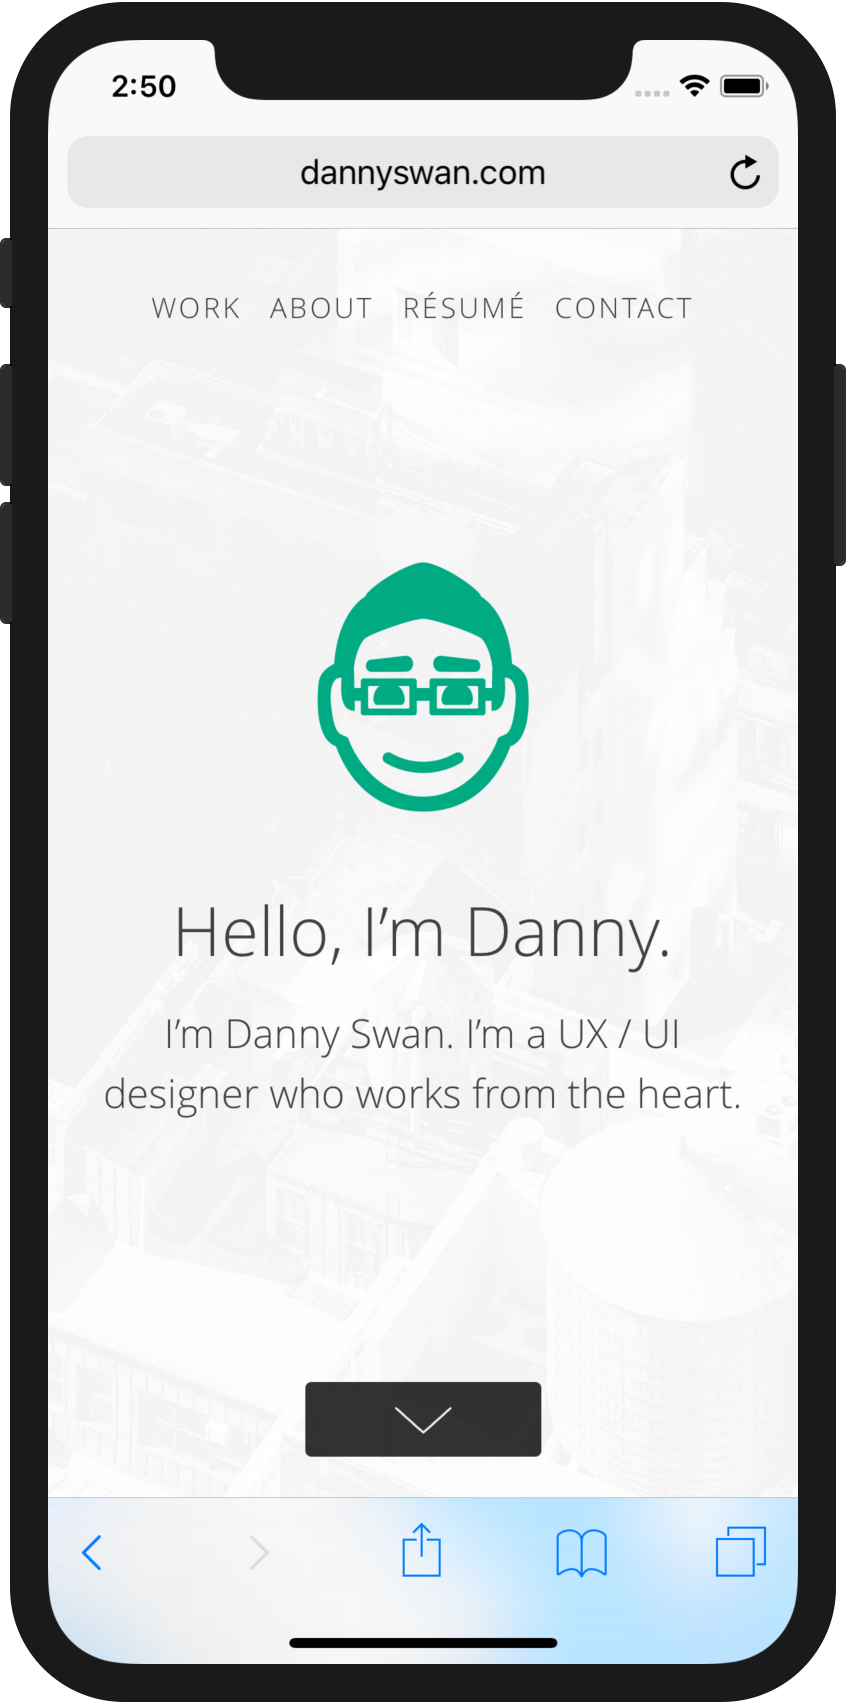 2:50
dannyswan.com
WORK ABOUT RÉSUMÉ CONTACT
Hello, I’m Danny.
I’m Danny Swan. I’m a UX / UI
designer who works from the heart.